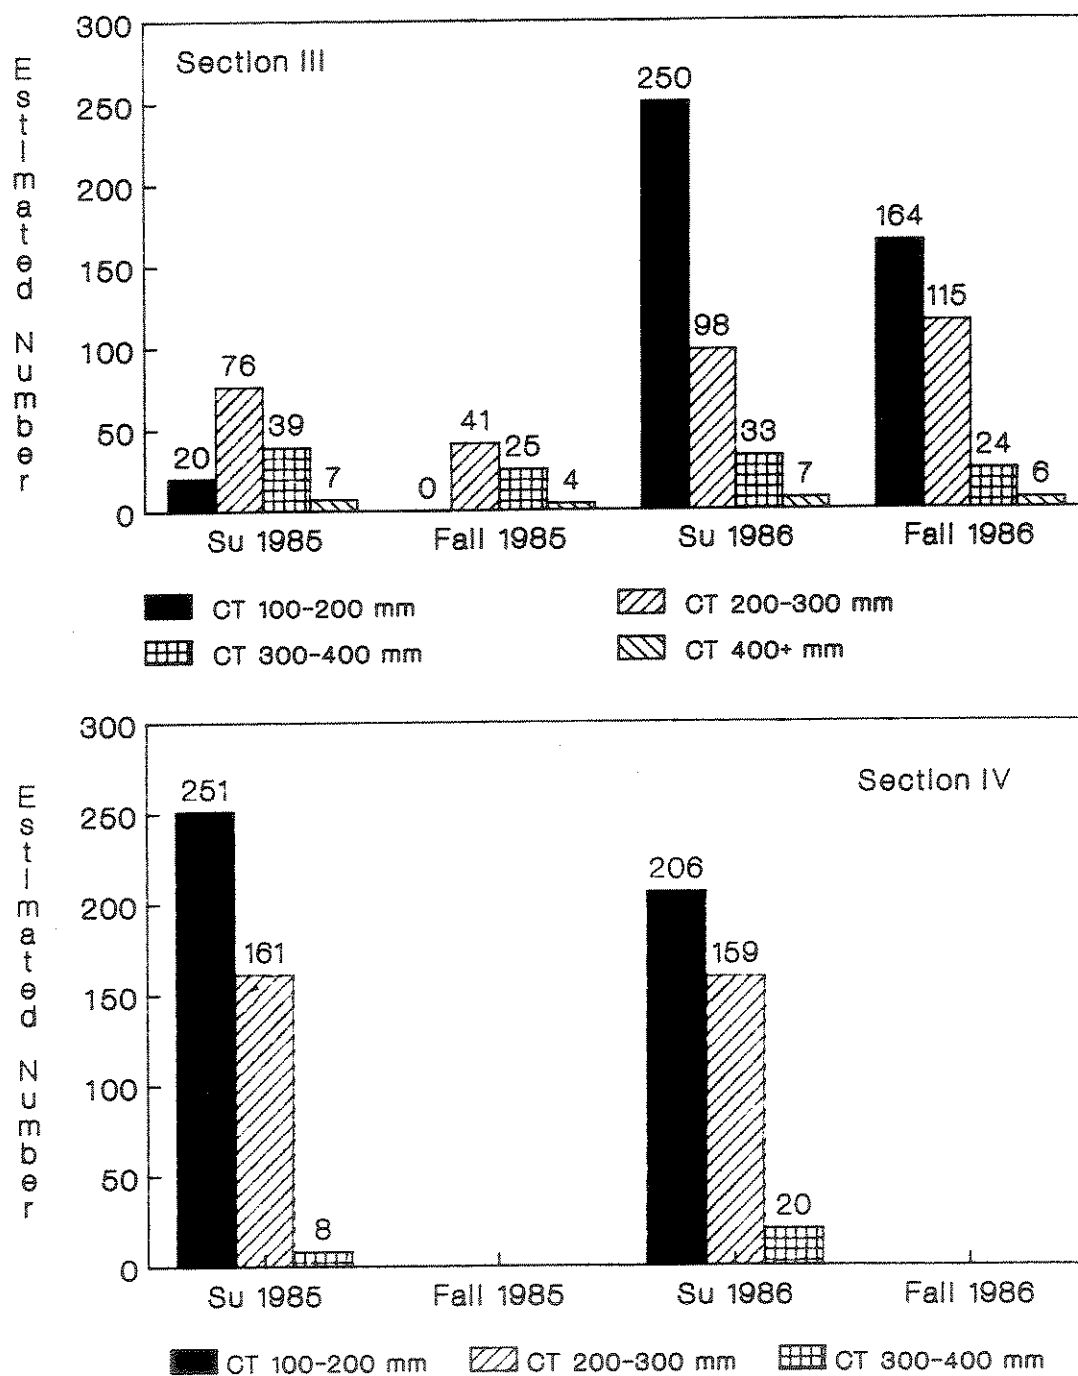 Estimated Number
300
250
200
150
100
50
0
Section III
20 76 39 7
0 41 25 4
250 98 33 7
164 115 24 6
Su 1985 Fall 1985 Su 1986 Fall 1986
CT 100-200 mm CT 200-300 mm
CT 300-400 mm CT 400+ mm
Estimated Number
300
250
200
150
100
50
0
Section IV
251 161 8
206 159 20
Su 1985 Fall 1985 Su 1986 Fall 1986
CT 100-200 mm CT 200-300 mm CT 300-400 mm